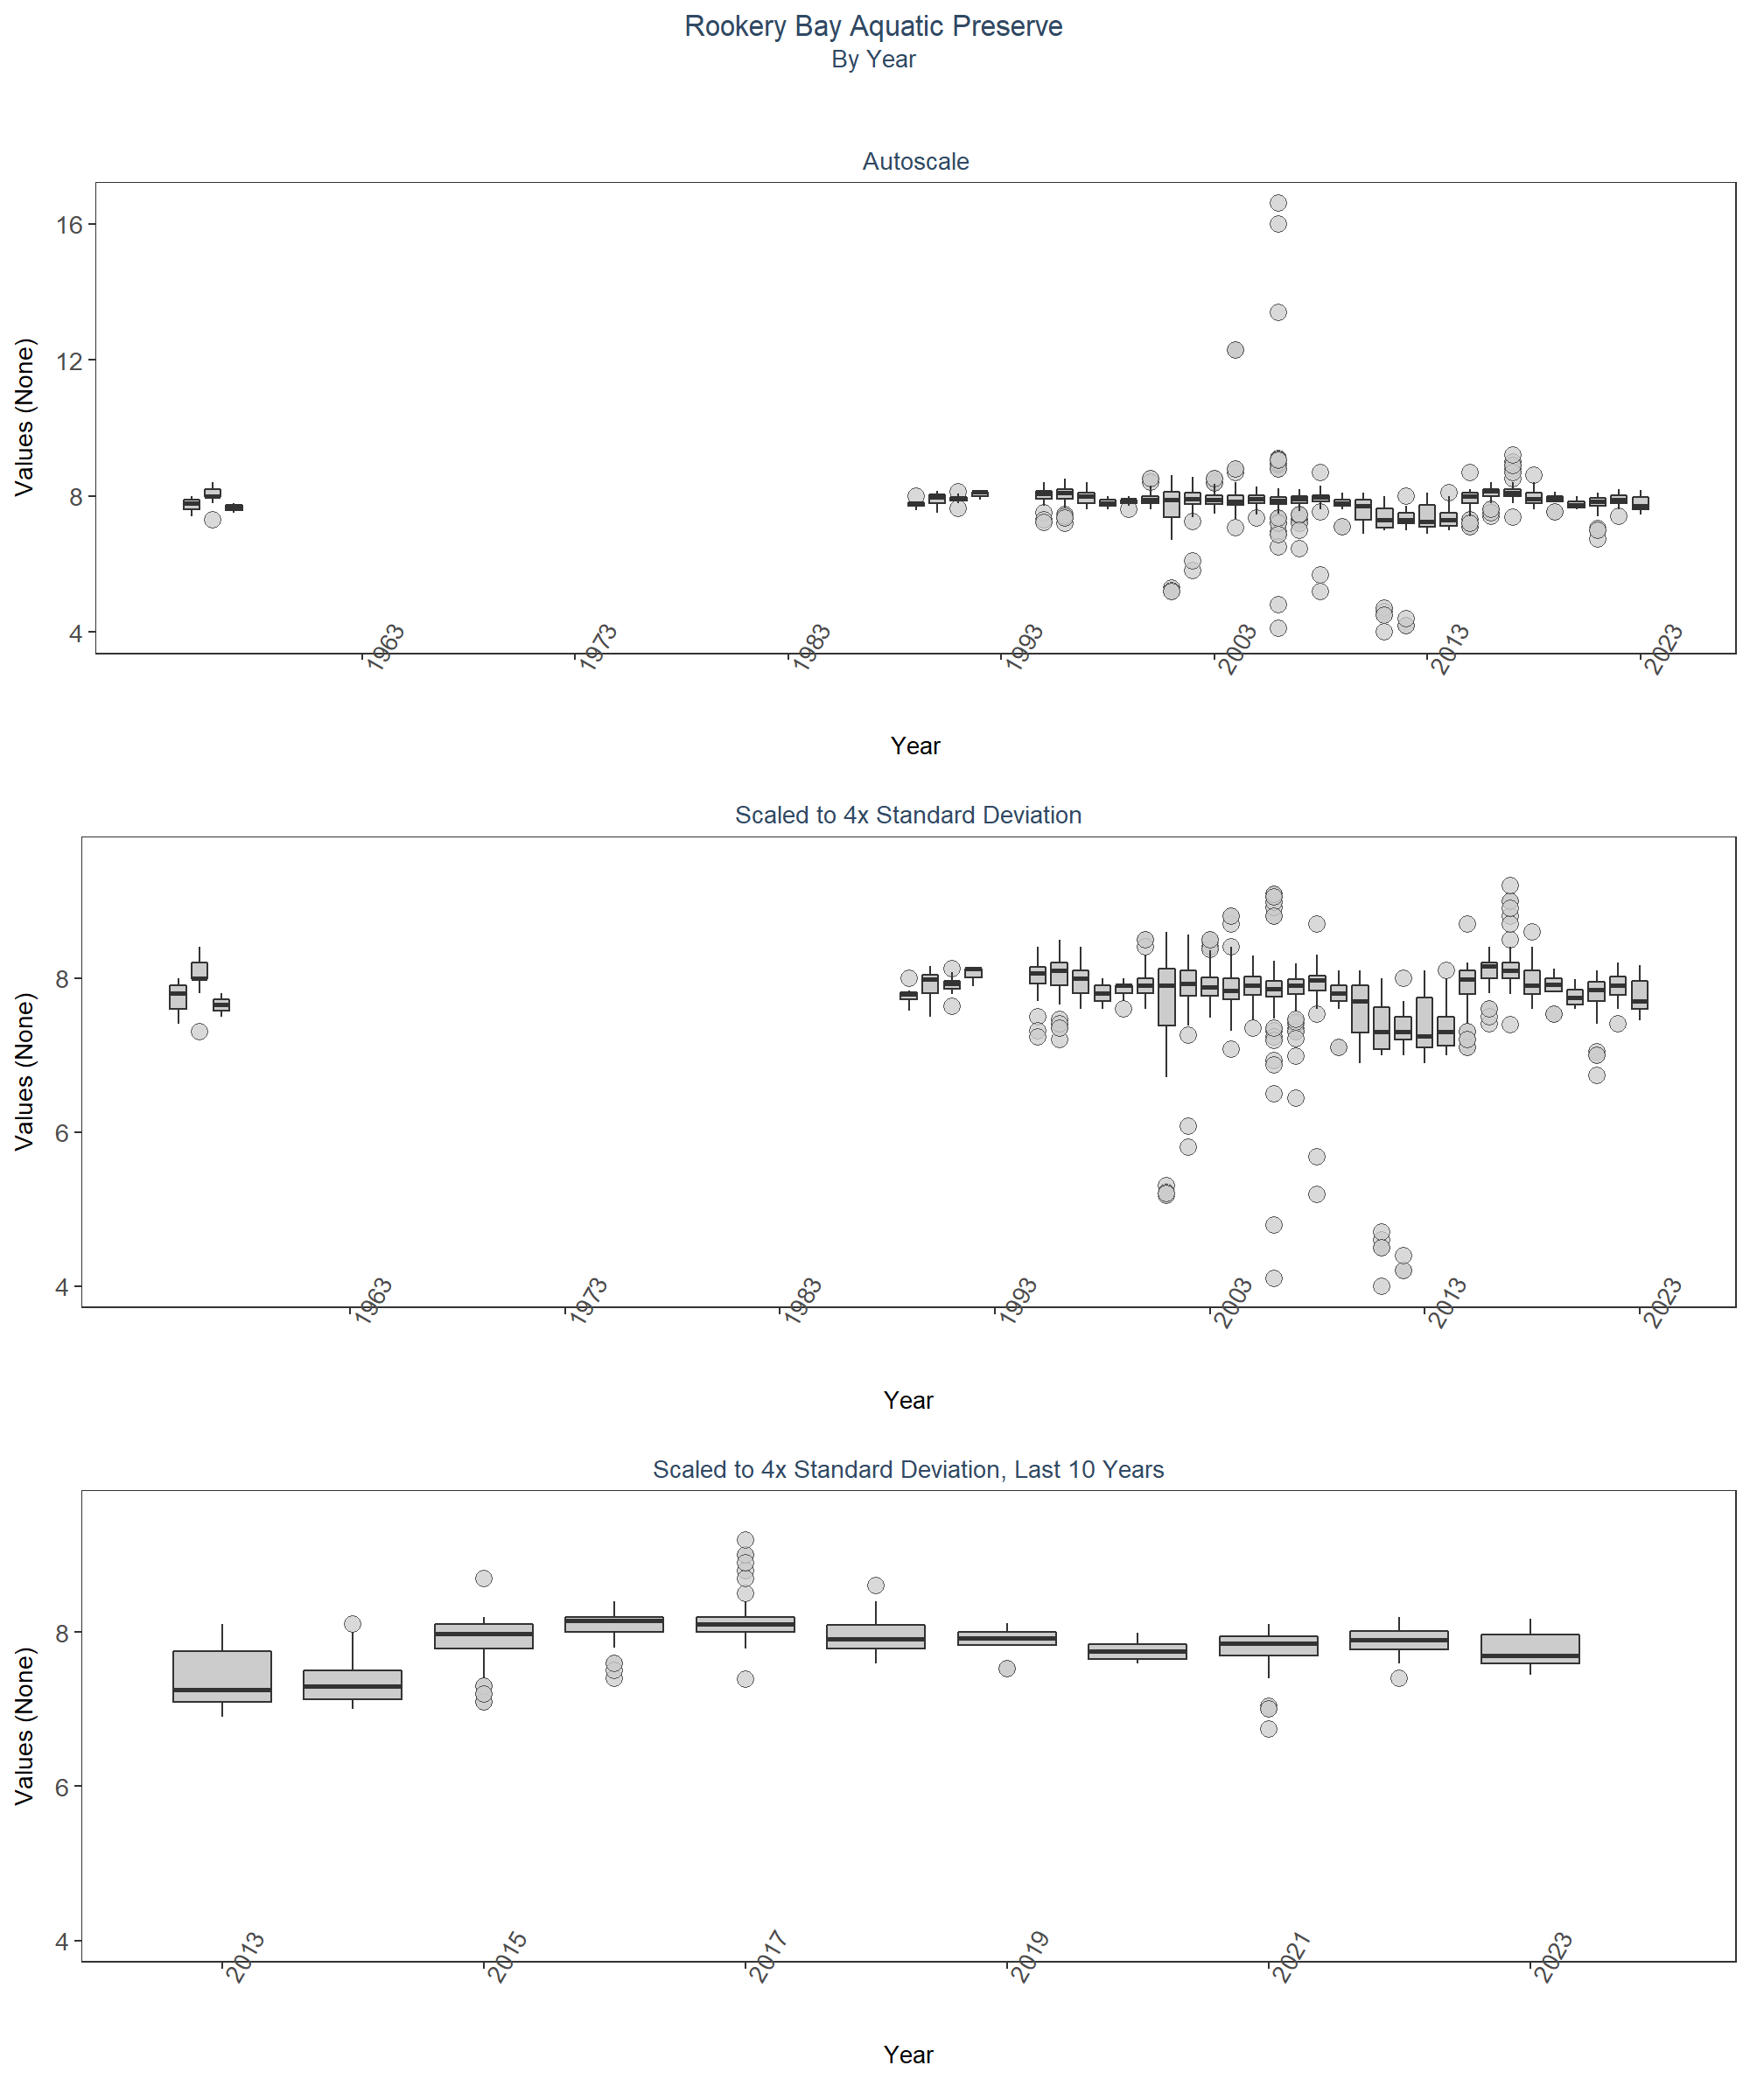 Rookery Bay Aquatic Preserve
By Year
Autoscale
Values (None)
16
12
8
4
1963
1973
1983
1993
2003
2013
2023
Year
Scaled to 4x Standard Deviation
Values (None)
8
6
4
1963
1973
1983
1993
2003
2013
2023
Year
Scaled to 4x Standard Deviation, Last 10 Years
Values (None)
8
6
4
2013
2015
2017
2019
2021
2023
Year